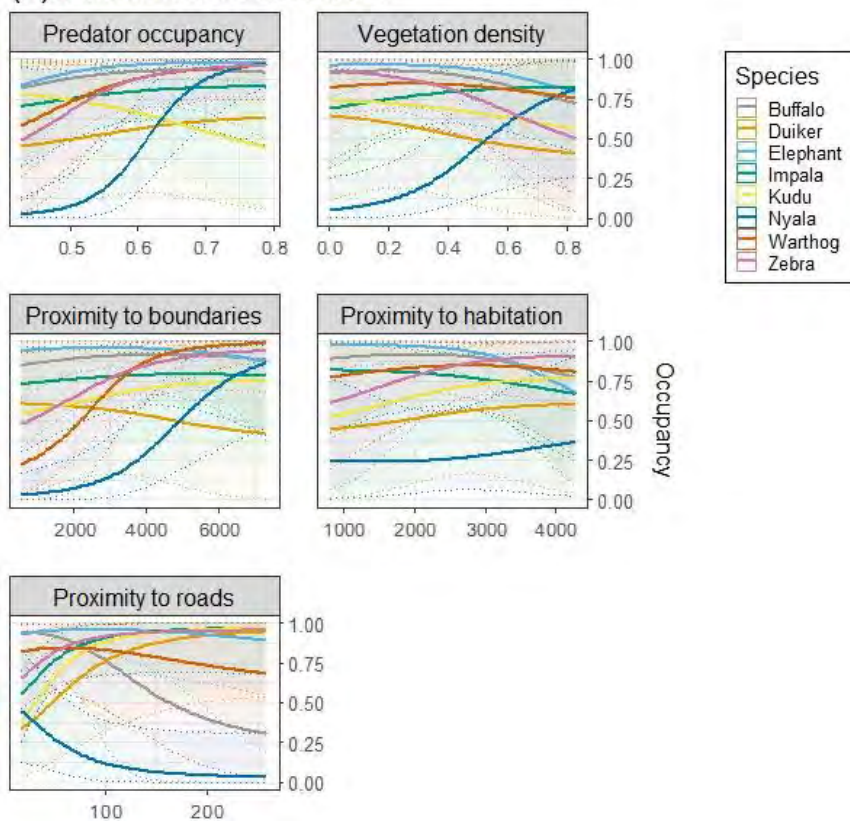 Predator occupancy
Vegetation density
1.00
0.75
0.50
0.25
0.00
0.5 0.6 0.7 0.8
0.0 0.2 0.4 0.6 0.8
Species
Buffalo
Duiker
Elephant
Impala
Kudu
Nyala
Warthog
Zebra
Proximity to boundaries
Proximity to habitation
1.00
0.75
0.50
0.25
0.00
Occupancy
2000 4000 6000
1000 2000 3000 4000
Proximity to roads
1.00
0.75
0.50
0.25
0.00
100 200